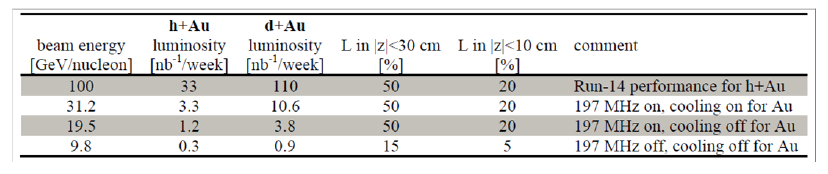 h+Au d+Au
beam energy luminosity luminosity L in |z|<30 cm L in |z|<10 cm comment
[GeV/nucleon] [nb⁻¹/week] [nb⁻¹/week] [%] [%]
100 33 110 50 20 Run-14 performance for h+Au
31.2 3.3 10.6 50 20 197 MHz on, cooling on for Au
19.5 1.2 3.8 50 20 197 MHz on, cooling off for Au
9.8 0.3 0.9 15 5 197 MHz off, cooling off for Au